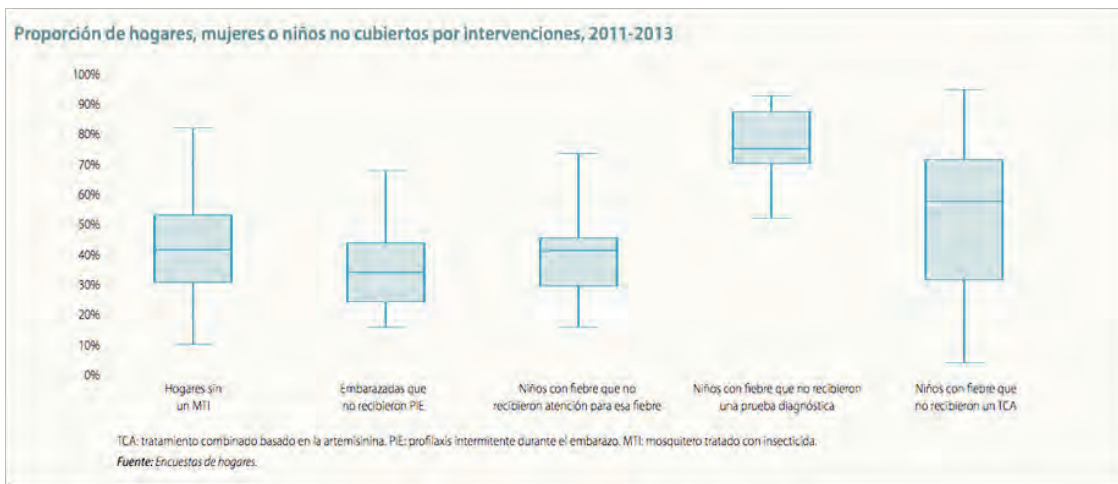 Proporción de hogares, mujeres o niños no cubiertos por intervenciones, 2011-2013
100%
90%
80%
70%
60%
50%
40%
30%
20%
10%
0%
Hogares sin
un MTI
Embarazadas que
no recibieron PIE
Niños con fiebre que no
recibieron atención para esa fiebre
Niños con fiebre que no recibieron
una prueba diagnóstica
Niños con fiebre que
no recibieron un TCA
TCA: tratamiento combinado basado en la artemisinina. PIE: profilaxis intermitente durante el embarazo. MTI: mosquitero tratado con insecticida.
Fuente: Encuestas de hogares.